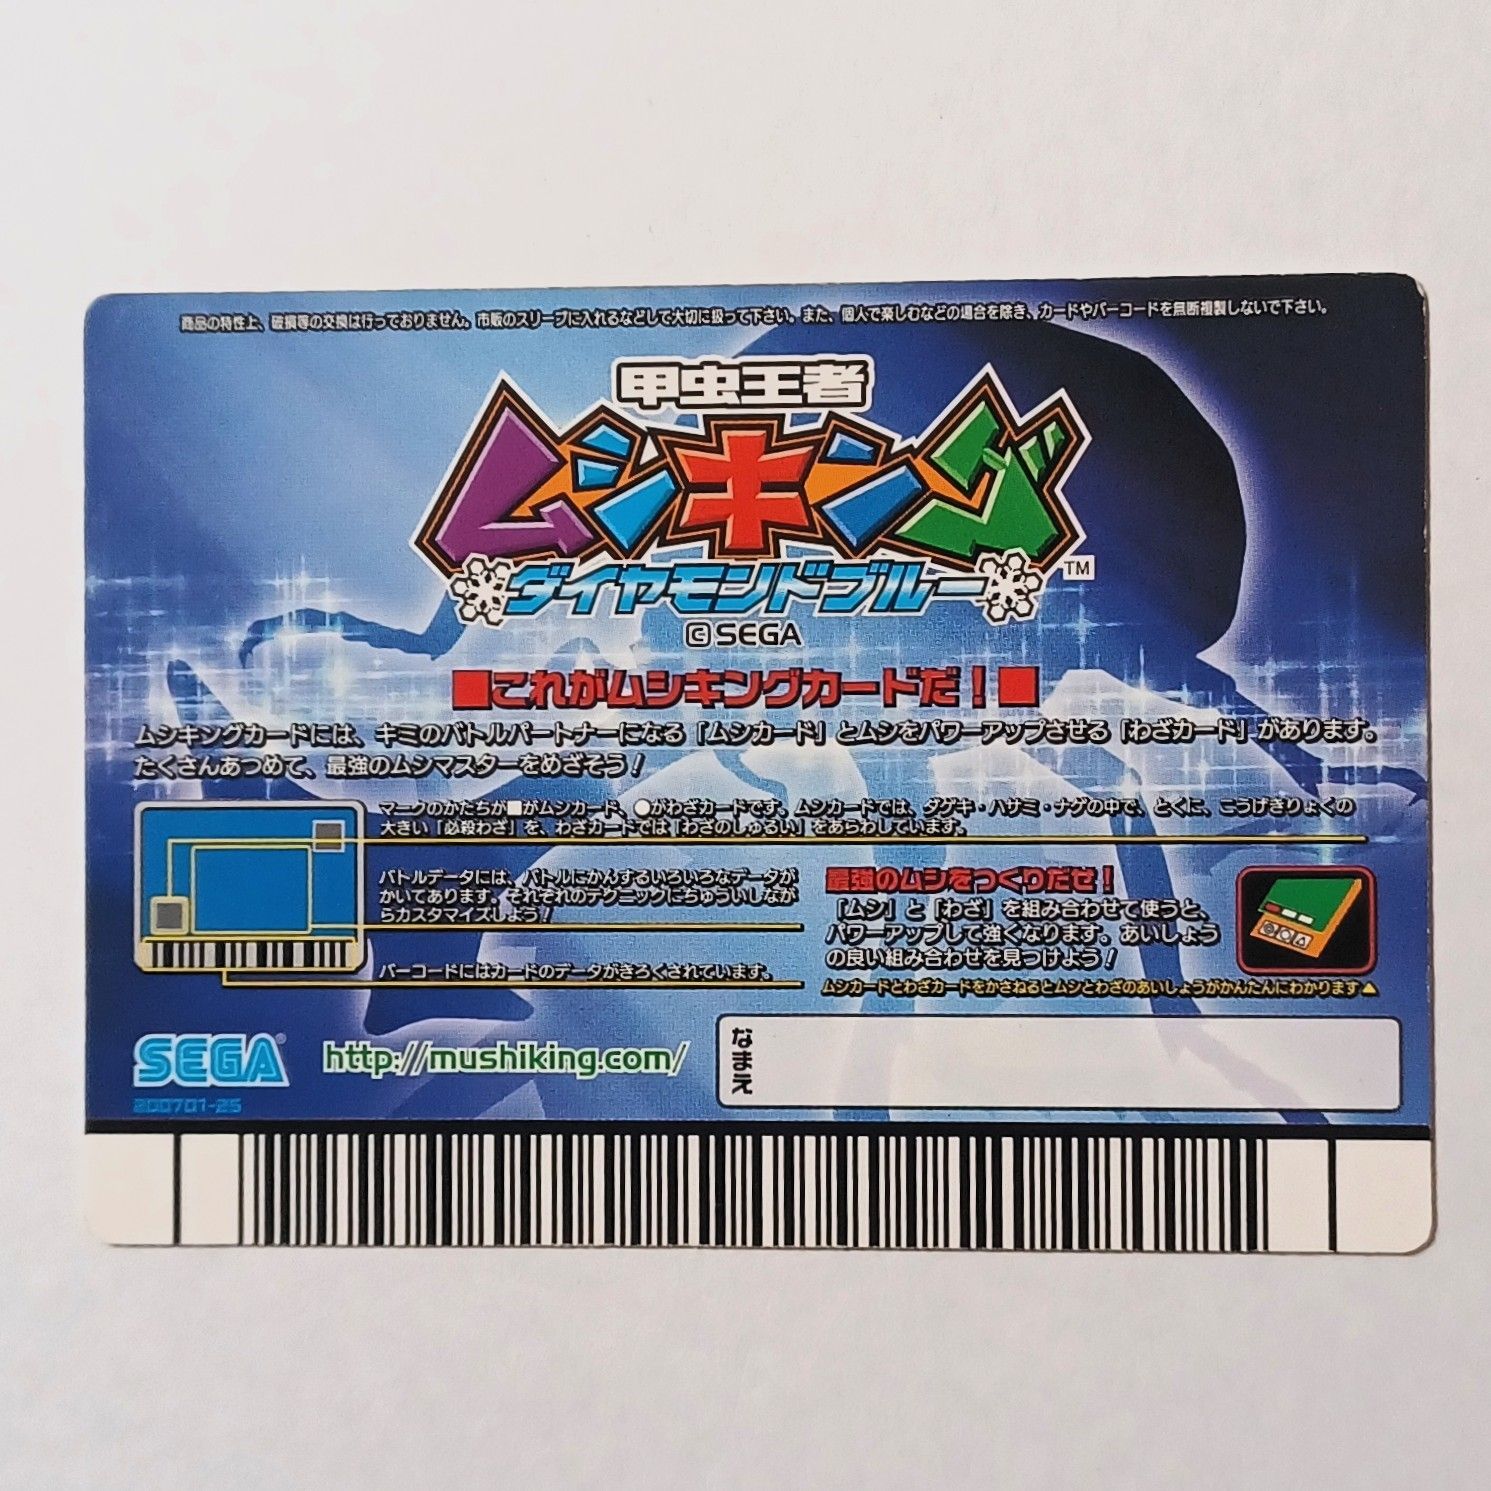 商品の特性上、破損等の交換は行っておりません。市販のスリーブに入れるなどして大切に扱って下さい。また、個人で楽しむなどの場合を除き、カードやバーコードを無断複製しないで下さい。
甲虫王者
ムシキング
TM
ダイヤモンドブルー
©SEGA
■これがムシキングカードだ！■
ムシキングカードには、キミのバトルパートナーになる「ムシカード」とムシをパワーアップさせる「わざカード」があります。
たくさんあつめて、最強のムシマスターをめざそう！
マークのかたちが■がムシカード、●がわざカードです。ムシカードでは、ダゲキ・ハサミ・ナゲの中で、とくに、こうげきりょくの
大きい「必殺わざ」を、わざカードでは「わざのしゅるい」をあらわしています。
バトルデータには、バトルにかんするいろいろなデータが
かいてあります。それぞれのテクニックにちゅういしなが
らカスタマイズしよう！
バーコードにはカードのデータがきろくされています。
最強のムシをつくりだせ！
「ムシ」と「わざ」を組み合わせて使うと、
パワーアップして強くなります。あいしょう
の良い組み合わせを見つけよう！
ムシカードとわざカードをかさねるとムシとわざのあいしょうがかんたんにわかります▲
SEGA®
http://mushiking.com/
なまえ
200701-25